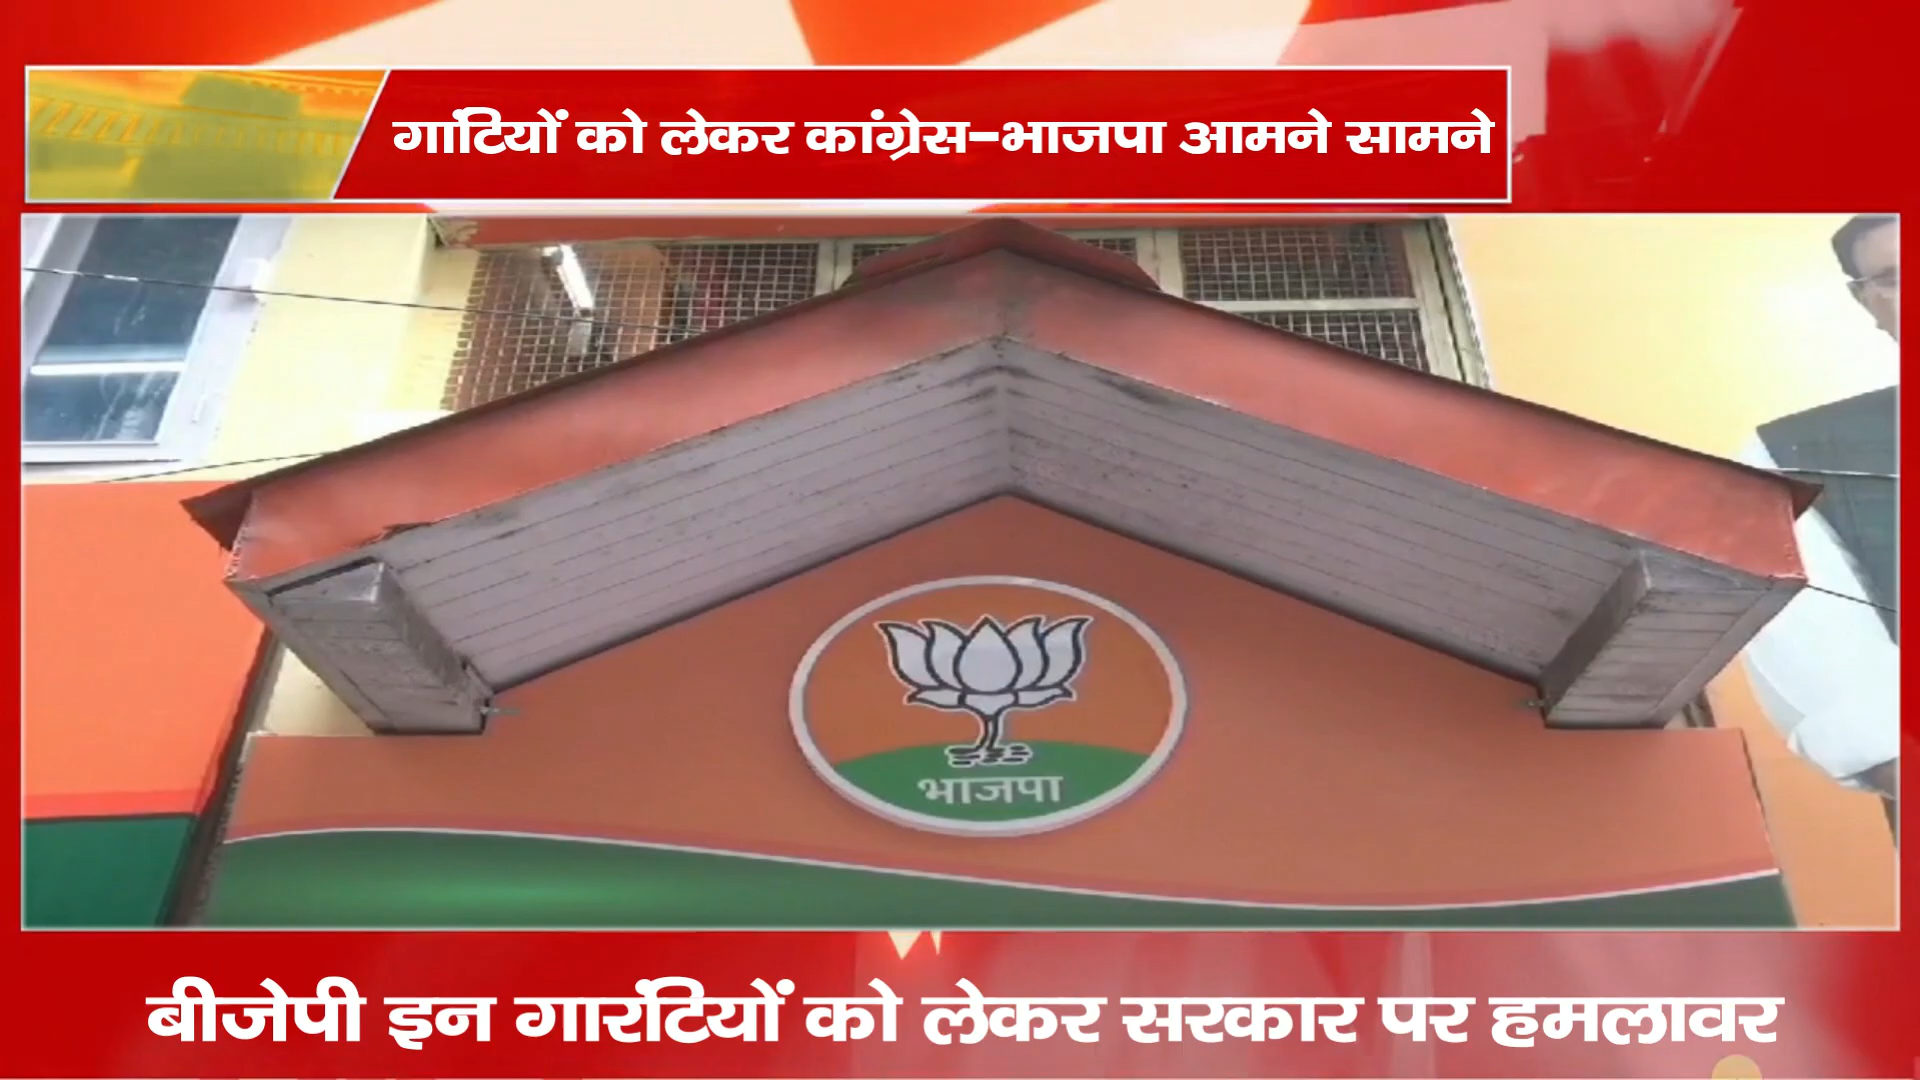 गांटियों को लेकर कांग्रेस-भाजपा आमने सामने
भाजपा
बीजेपी इन गारंटियों को लेकर सरकार पर हमलावर